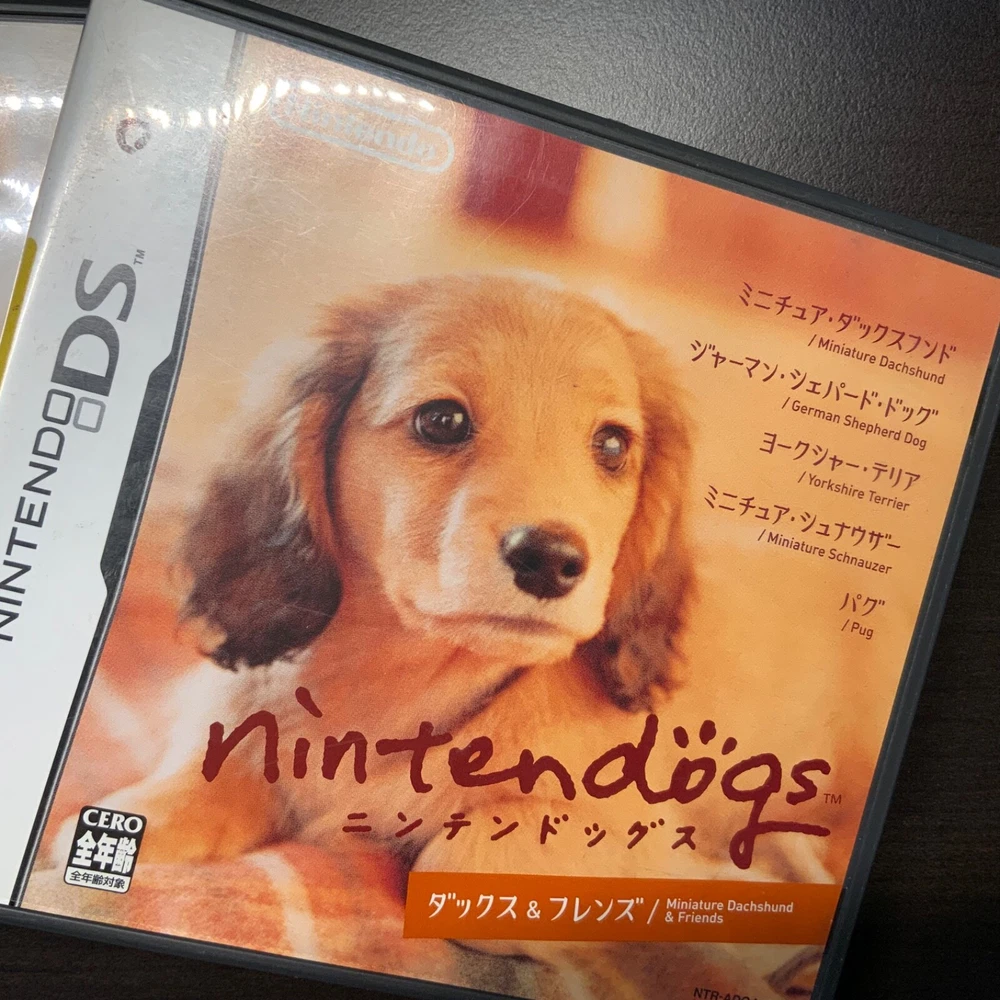 Nintendo
NINTENDO DS™
ミニチュア・ダックスフンド
/ Miniature Dachshund
ジャーマン・シェパード・ドッグ
/ German Shepherd Dog
ヨークシャー・テリア
/ Yorkshire Terrier
ミニチュア・シュナウザー
/ Miniature Schnauzer
パグ
/ Pug
nintendogs™
ニンテンドッグス
CERO
全年齢
全年齢対象
ダックス & フレンズ / Miniature Dachshund
& Friends